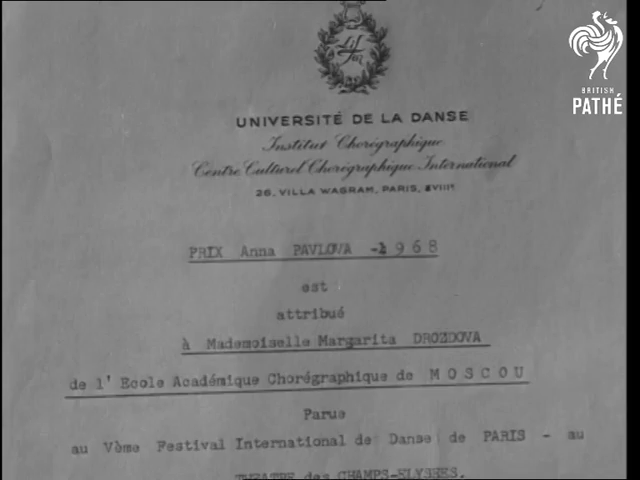 BRITISH
PATHÉ
UNIVERSITÉ DE LA DANSE
Institut Chorégraphique
Centre Culturel Chorégraphique International
26, VILLA WAGRAM, PARIS, VIIIe
PRIX Anna PAVLOVA - 1968
est
attribué
à Mademoiselle Margarita DROZDOVA
de l'Ecole Académique Chorégraphique de MOSCOU
Parue
au Vème Festival International de Danse de PARIS - au
THEATRE des CHAMPS-ELYSEES.